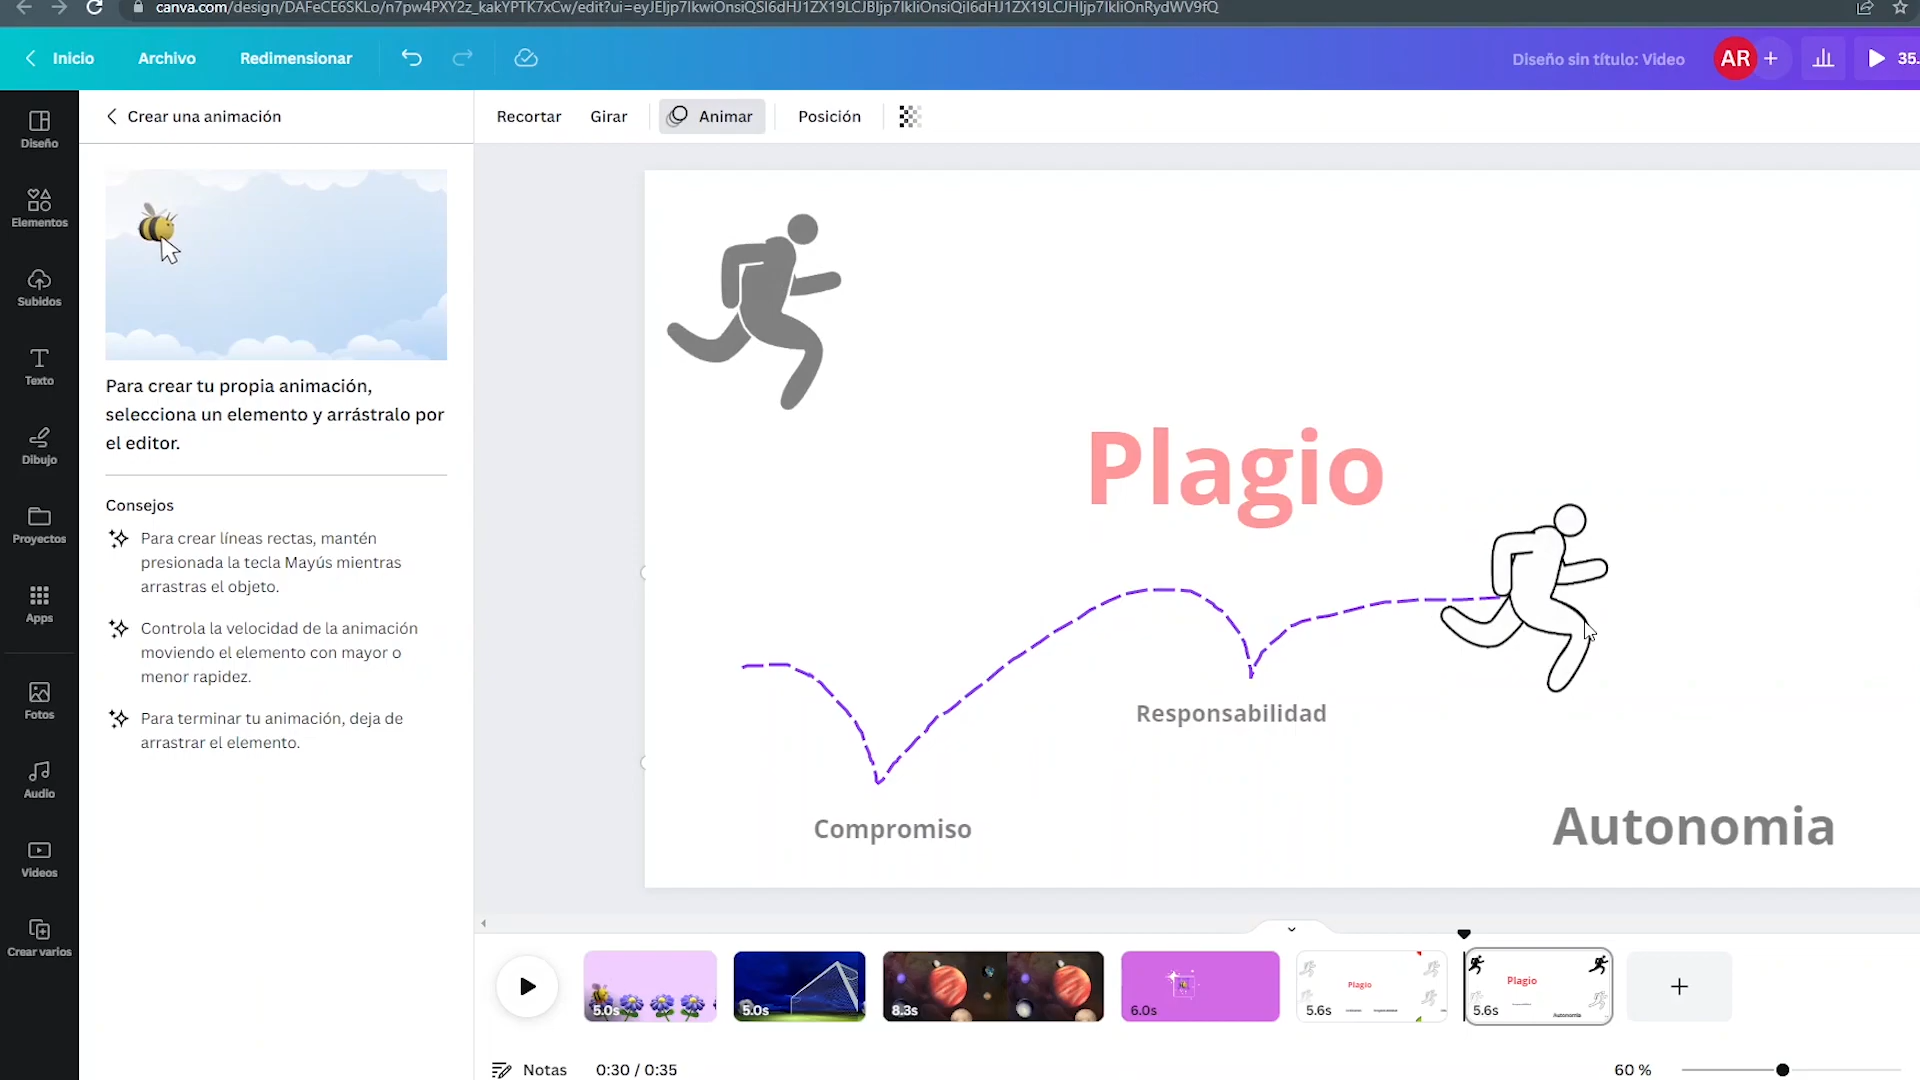 canva.com/design/DAFeCE6SKLo/n7pw4PXY2z_kakYPTK7xCw/edit?ui=eyJEIjp7IkwiOnsiQSI6dHJ1ZX19LCJBIjp7IkIiOnsiQiI6dHJ1ZX19LCJHIjp7IkIiOnRydWV9fQ
Inicio
Archivo
Redimensionar
Diseño sin título: Video
AR
35.
Diseño
Elementos
Subidos
Texto
Dibujo
Proyectos
Apps
Fotos
Audio
Videos
Crear varios
Crear una animación
Para crear tu propia animación,
selecciona un elemento y arrástralo por
el editor.
Consejos
Para crear líneas rectas, mantén
presionada la tecla Mayús mientras
arrastras el objeto.
Controla la velocidad de la animación
moviendo el elemento con mayor o
menor rapidez.
Para terminar tu animación, deja de
arrastrar el elemento.
Recortar
Girar
Animar
Posición
Plagio
Responsabilidad
Compromiso
Autonomia
5.0s
5.0s
8.3s
6.0s
Plagio
5.6s
Plagio
5.6s
Autonomia
Notas
0:30 / 0:35
60 %